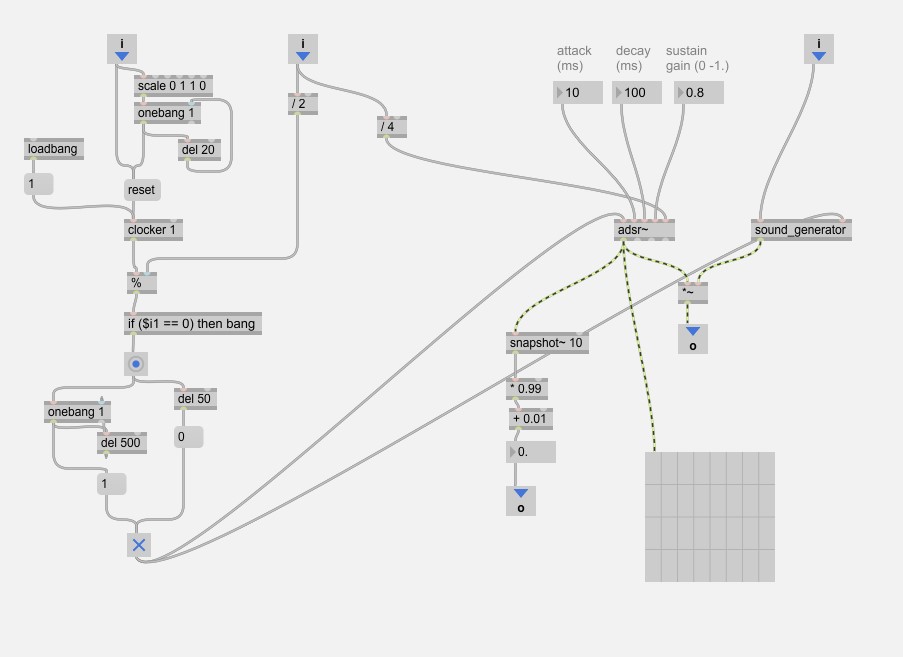 i
i
i
attack
(ms)
decay
(ms)
sustain
gain (0 -1.)
scale 0 1 1 0
10
100
0.8
/ 2
onebang 1
/ 4
loadbang
del 20
1
reset
clocker 1
adsr~
sound_generator
%
*~
if ($i1 == 0) then bang
o
snapshot~ 10
* 0.99
del 50
onebang 1
+ 0.01
0
del 500
0.
1
o